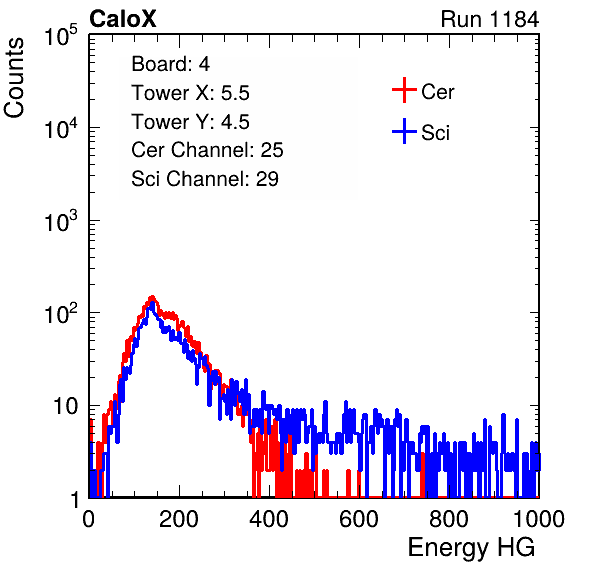 CaloX Run 1184
Counts
10^5
10^4
10^3
10^2
10
1
Board: 4
Tower X: 5.5
Tower Y: 4.5
Cer Channel: 25
Sci Channel: 29
Cer
Sci
0 200 400 600 800 1000
Energy HG